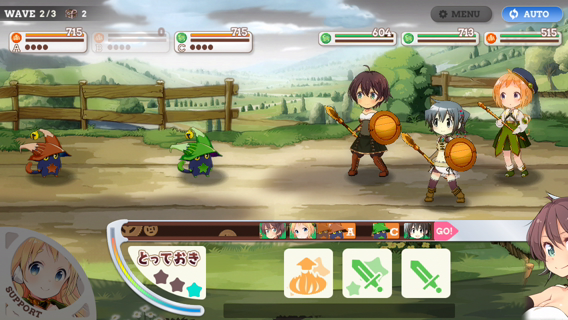 WAVE 2/3 2
MENU
AUTO
715
0
715
604
713
515
A
C
A
C
GO!
とっておき
SUPPORT